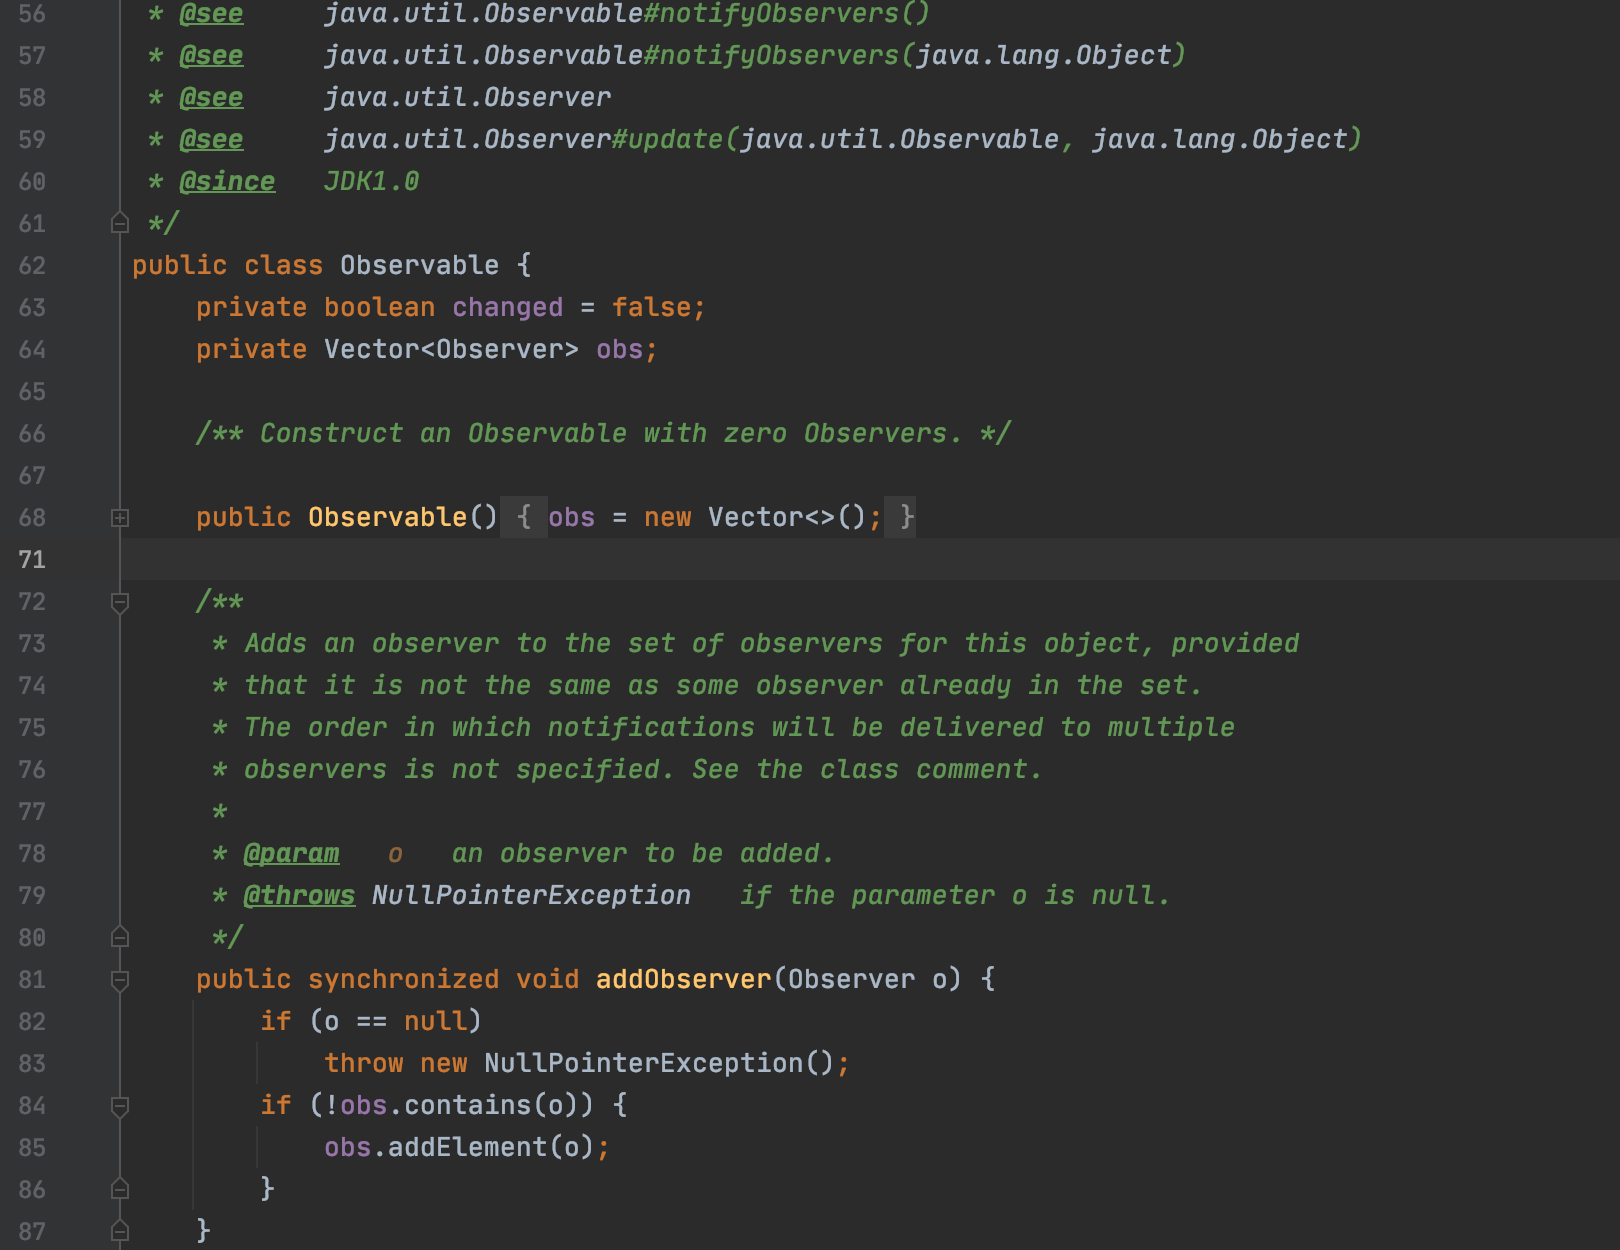 56 * @see     java.util.Observable#notifyObservers()
57 * @see     java.util.Observable#notifyObservers(java.lang.Object)
58 * @see     java.util.Observer
59 * @see     java.util.Observer#update(java.util.Observable, java.lang.Object)
60 * @since   JDK1.0
61 */
62 public class Observable {
63     private boolean changed = false;
64     private Vector<Observer> obs;
65
66     /** Construct an Observable with zero Observers. */
67
68     public Observable() { obs = new Vector<>(); }
71
72     /**
73      * Adds an observer to the set of observers for this object, provided
74      * that it is not the same as some observer already in the set.
75      * The order in which notifications will be delivered to multiple
76      * observers is not specified. See the class comment.
77      *
78      * @param   o   an observer to be added.
79      * @throws NullPointerException   if the parameter o is null.
80      */
81     public synchronized void addObserver(Observer o) {
82         if (o == null)
83             throw new NullPointerException();
84         if (!obs.contains(o)) {
85             obs.addElement(o);
86         }
87     }